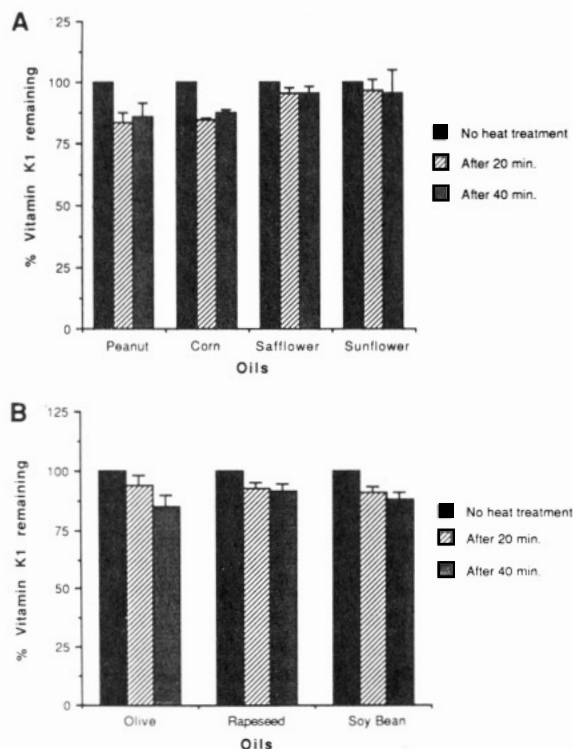 A
% Vitamin K1 remaining
125
100
75
50
25
0
Peanut Corn Safflower Sunflower
Oils
No heat treatment
After 20 min.
After 40 min.
B
% Vitamin K1 remaining
125
100
75
50
25
0
Olive Rapeseed Soy Bean
Oils
No heat treatment
After 20 min.
After 40 min.